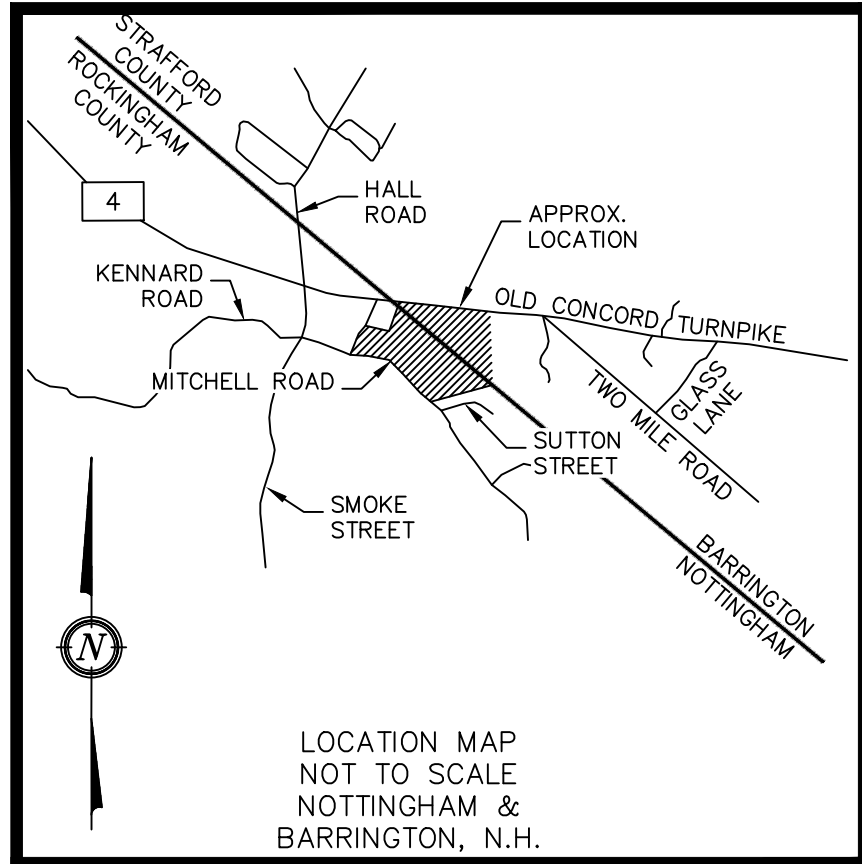 STRAFFORD
COUNTY
ROCKINGHAM
COUNTY
4
HALL
ROAD
APPROX.
LOCATION
KENNARD
ROAD
OLD CONCORD TURNPIKE
MITCHELL ROAD
TWO MILE ROAD
GLASS
LANE
SUTTON
STREET
SMOKE
STREET
BARRINGTON
NOTTINGHAM
N
LOCATION MAP
NOT TO SCALE
NOTTINGHAM &
BARRINGTON, N.H.